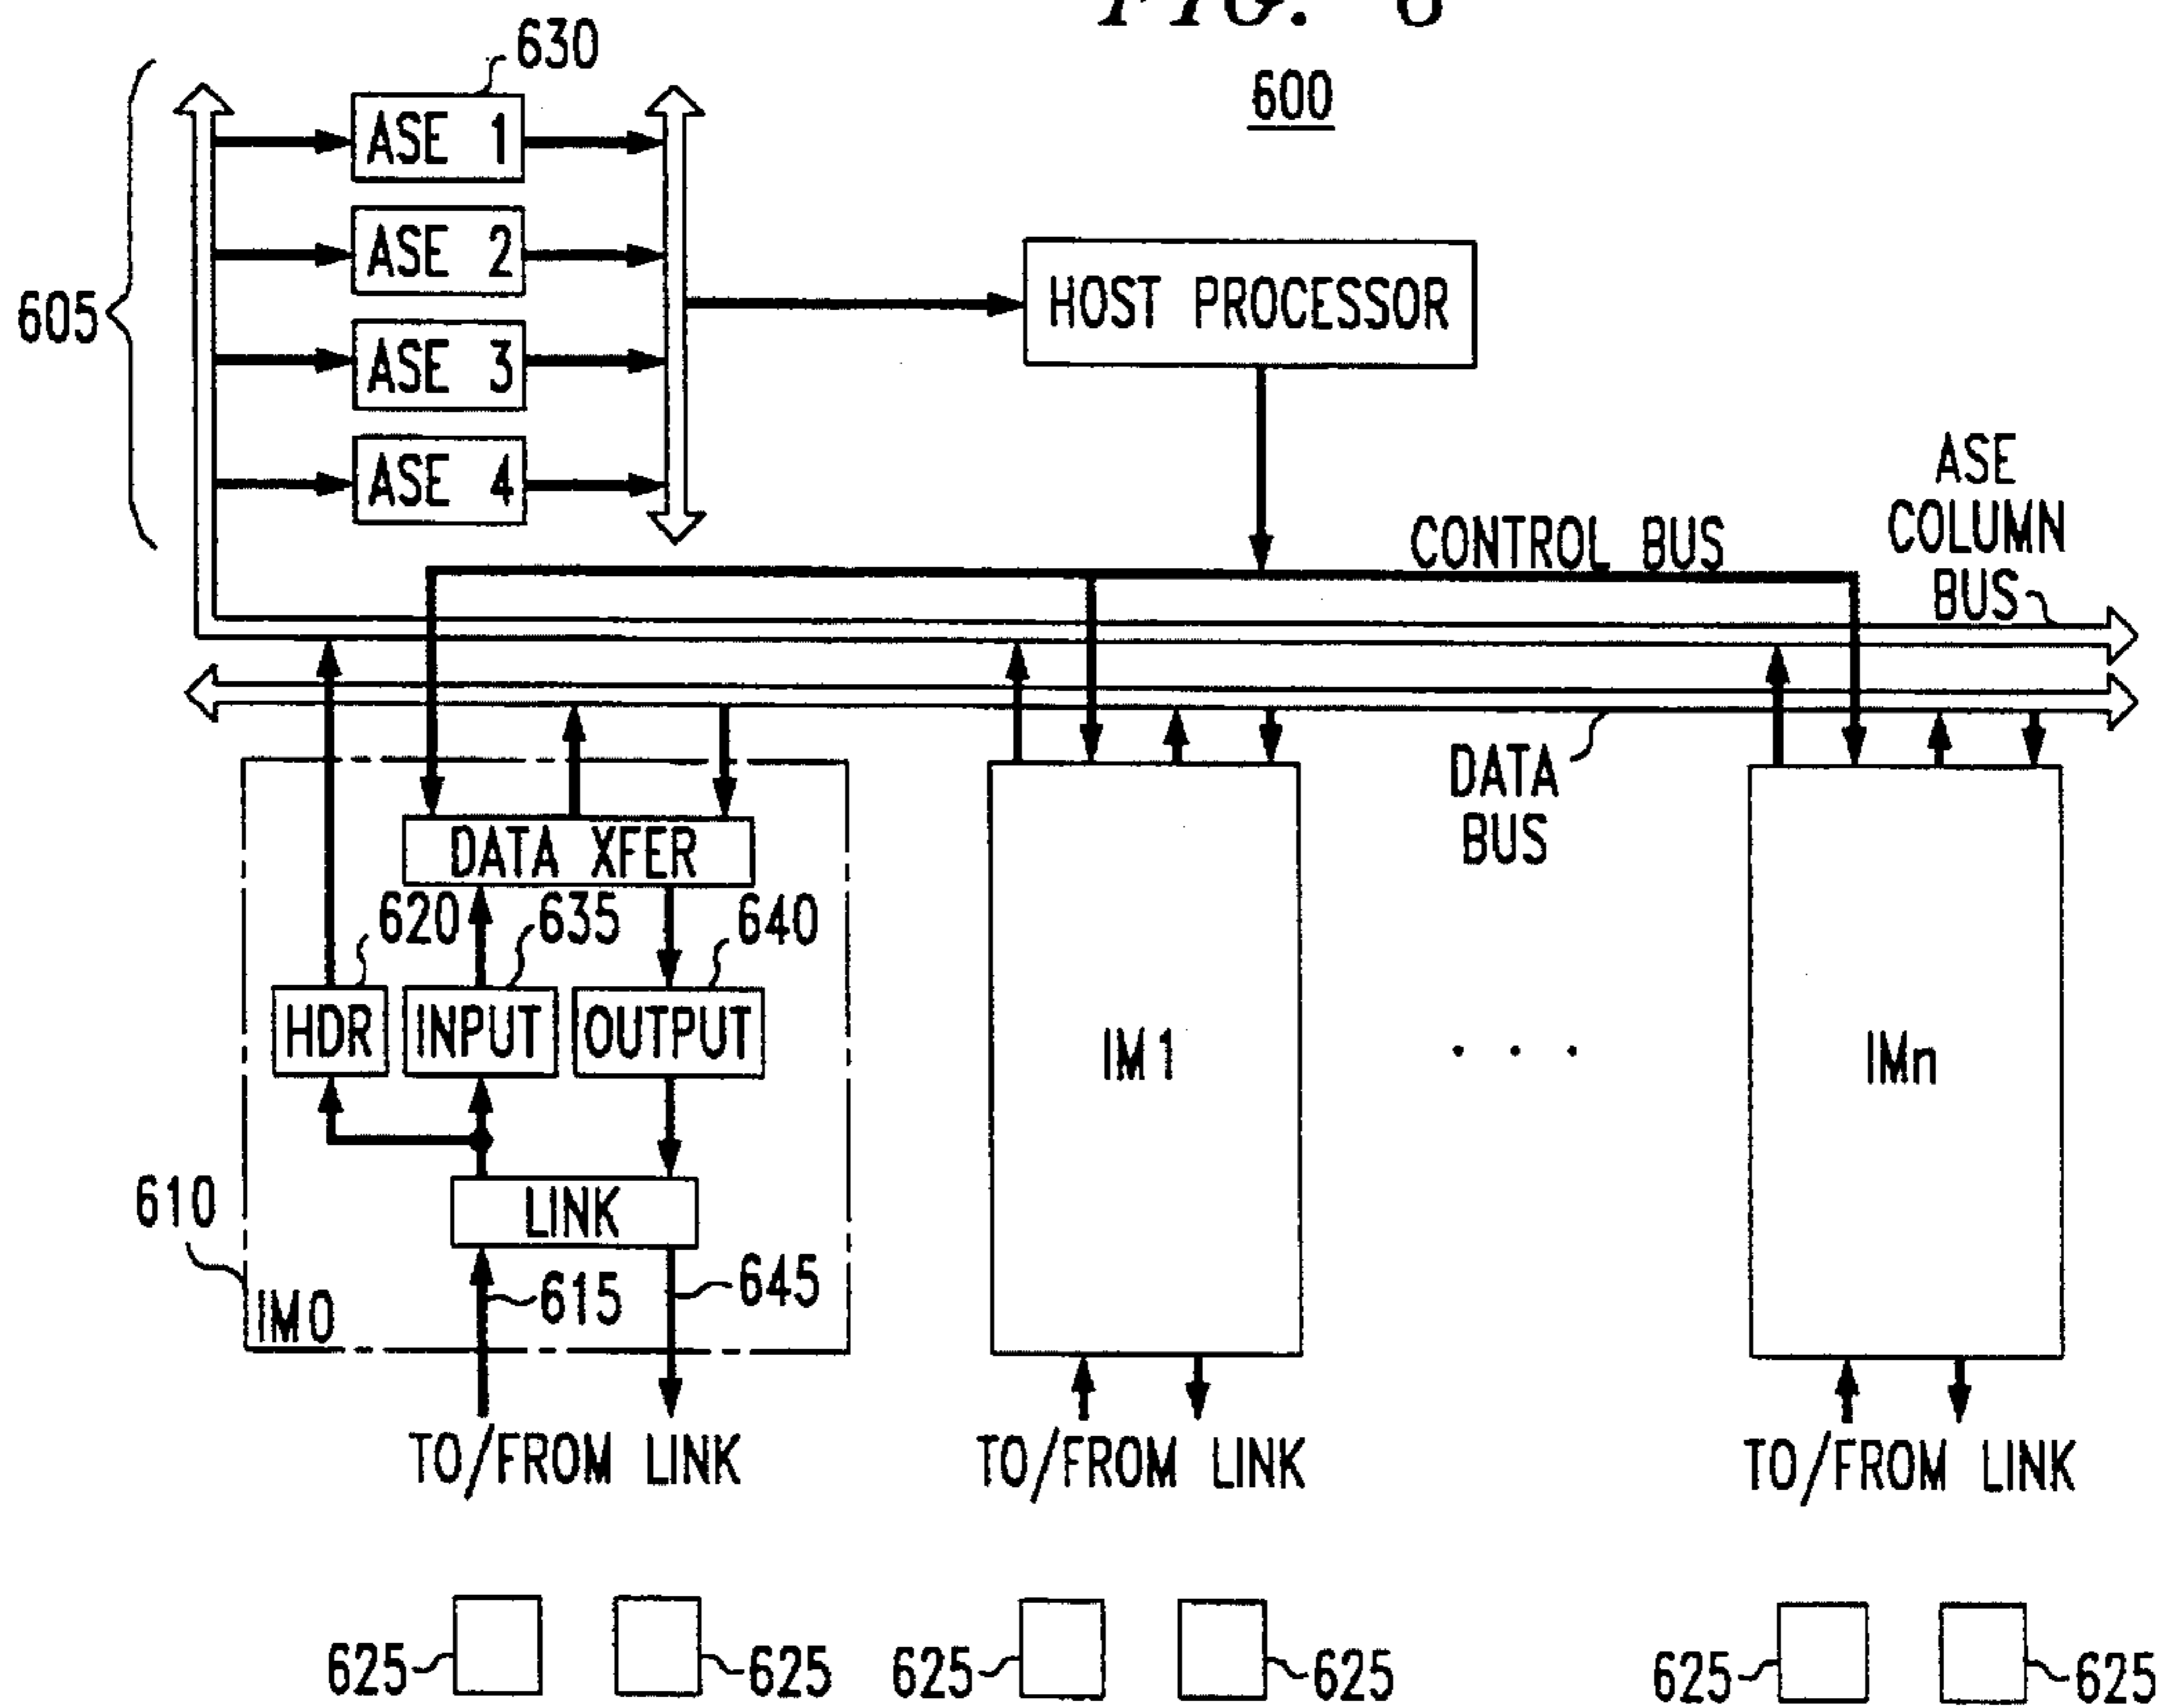 FIG. 6
600
630
605
ASE 1
ASE 2
ASE 3
ASE 4
HOST PROCESSOR
CONTROL BUS
ASE
COLUMN
BUS
DATA
BUS
DATA XFER
620
635
640
HDR
INPUT
OUTPUT
LINK
610
615
645
IM0
IM1
. . .
IMn
TO/FROM LINK
TO/FROM LINK
TO/FROM LINK
625
625
625
625
625
625